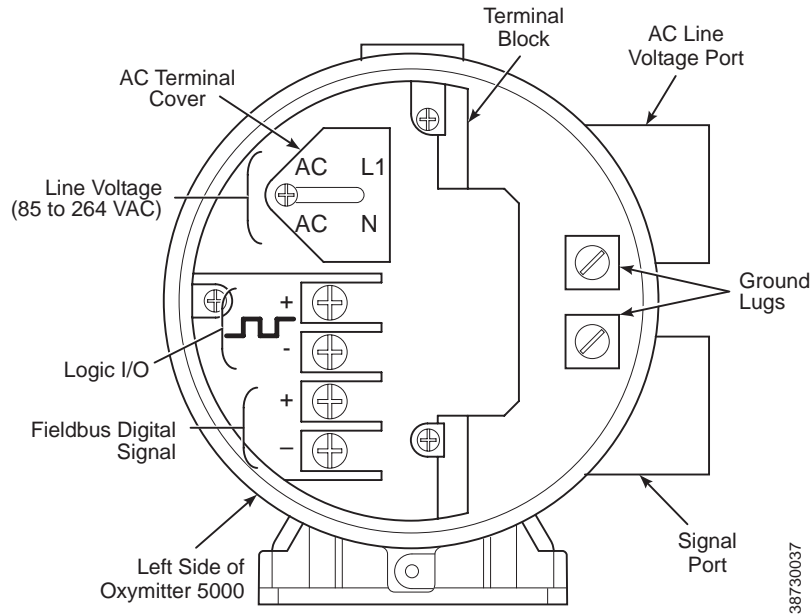 Terminal
Block
AC Line
Voltage Port
AC Terminal
Cover
AC L1
Line Voltage
(85 to 264 VAC)
AC N
Ground
Lugs
+
-
Logic I/O
+
Fieldbus Digital
Signal
–
Left Side of
Oxymitter 5000
Signal
Port
38730037